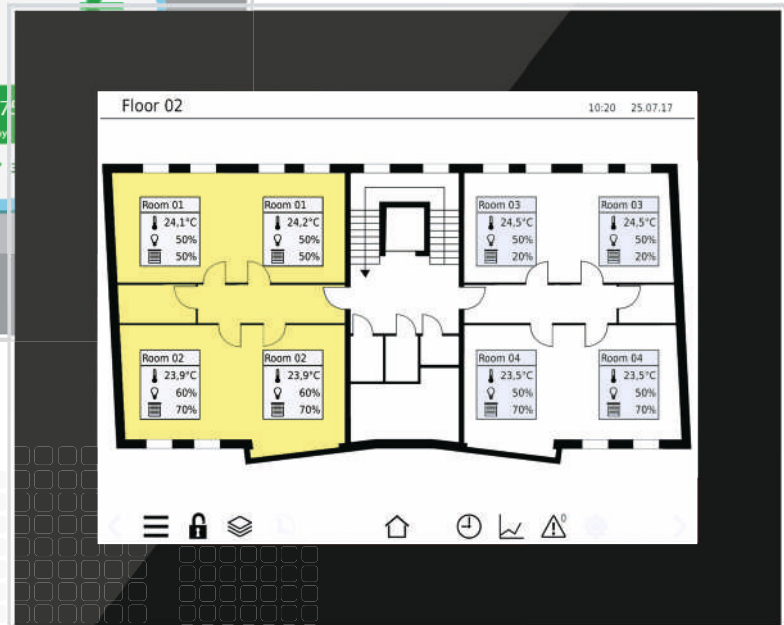 Floor 02
10:20 25.07.17
Room 01
24,1°C
50%
50%
Room 01
24,2°C
50%
50%
Room 03
24,5°C
50%
20%
Room 03
24,5°C
50%
20%
Room 02
23,9°C
60%
70%
Room 02
23,9°C
60%
70%
Room 04
23,5°C
50%
70%
Room 04
23,5°C
50%
70%
0